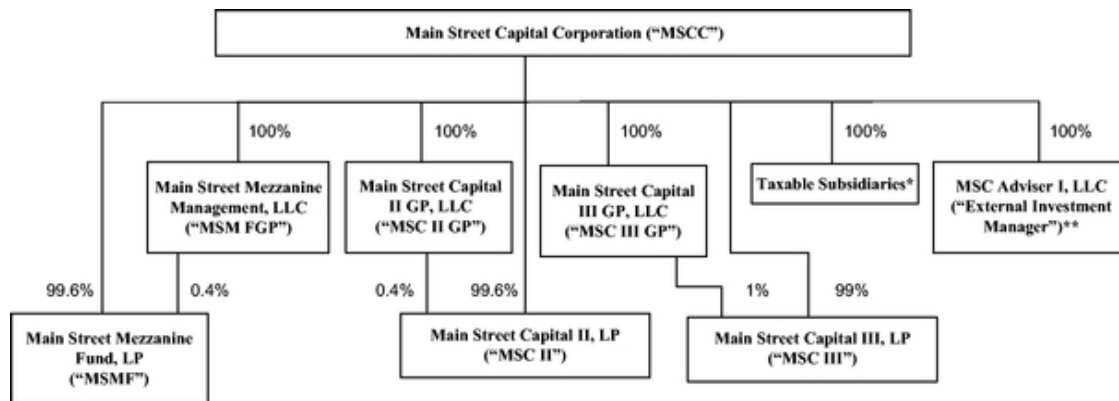 Main Street Capital Corporation (“MSCC”)
100%
100%
100%
100%
100%
Main Street Mezzanine
Management, LLC
(“MSM FGP”)
Main Street Capital
II GP, LLC
(“MSC II GP”)
Main Street Capital
III GP, LLC
(“MSC III GP”)
Taxable Subsidiaries*
MSC Adviser I, LLC
(“External Investment
Manager”)**
99.6%
0.4%
0.4%
99.6%
1%
99%
Main Street Mezzanine
Fund, LP
(“MSMF”)
Main Street Capital II, LP
(“MSC II”)
Main Street Capital III, LP
(“MSC III”)